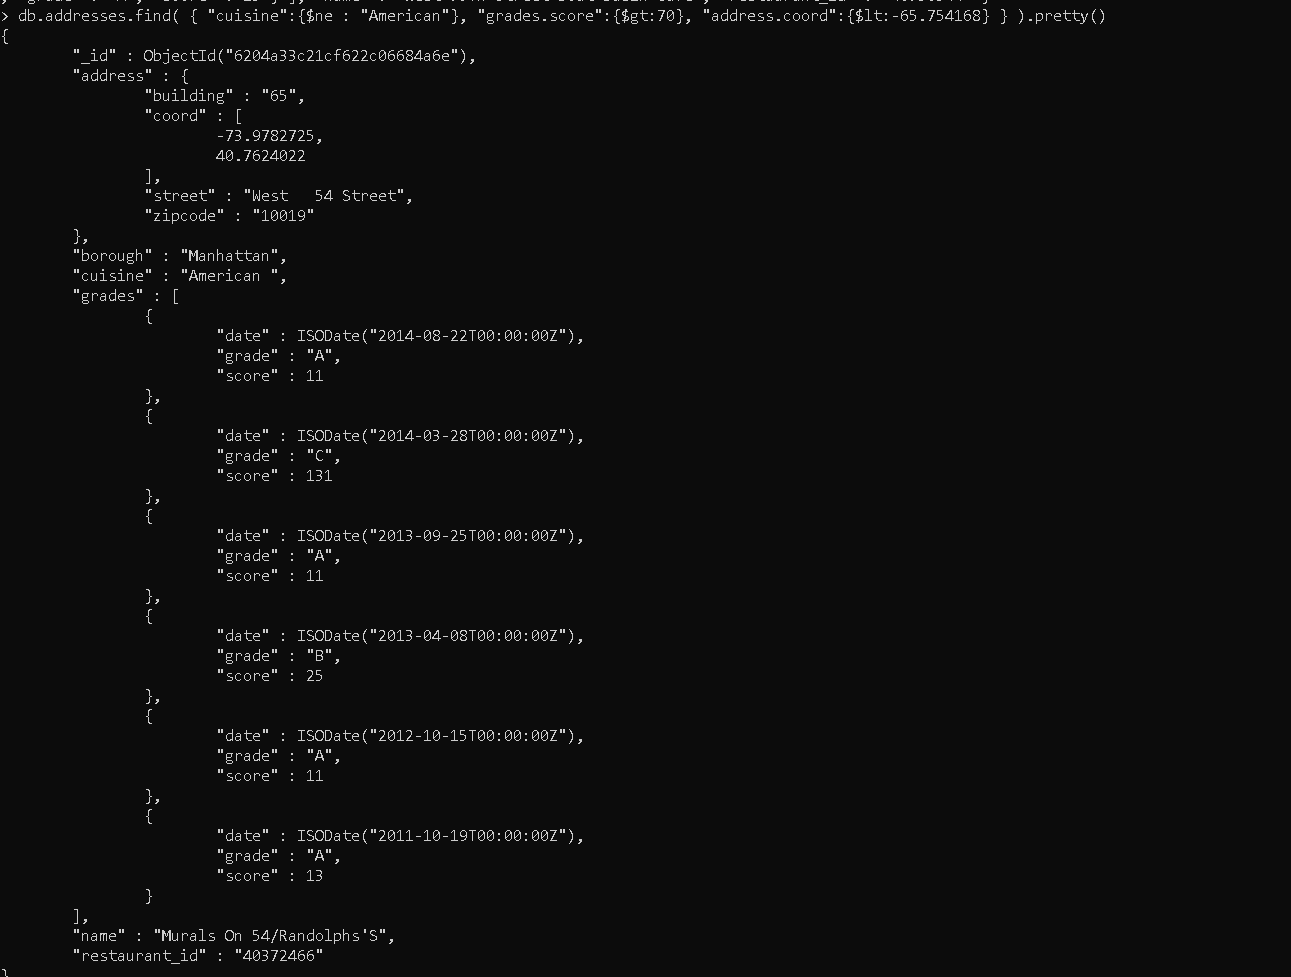 > db.addresses.find( { "cuisine":{$ne : "American"}, "grades.score":{$gt:70}, "address.coord":{$lt:-65.754168} } ).pretty()
{
"_id" : ObjectId("6204a33c21cf622c06684a6e"),
"address" : {
"building" : "65",
"coord" : [
-73.9782725,
40.7624022
],
"street" : "West   54 Street",
"zipcode" : "10019"
},
"borough" : "Manhattan",
"cuisine" : "American ",
"grades" : [
{
"date" : ISODate("2014-08-22T00:00:00Z"),
"grade" : "A",
"score" : 11
},
{
"date" : ISODate("2014-03-28T00:00:00Z"),
"grade" : "C",
"score" : 131
},
{
"date" : ISODate("2013-09-25T00:00:00Z"),
"grade" : "A",
"score" : 11
},
{
"date" : ISODate("2013-04-08T00:00:00Z"),
"grade" : "B",
"score" : 25
},
{
"date" : ISODate("2012-10-15T00:00:00Z"),
"grade" : "A",
"score" : 11
},
{
"date" : ISODate("2011-10-19T00:00:00Z"),
"grade" : "A",
"score" : 13
}
],
"name" : "Murals On 54/Randolphs'S",
"restaurant_id" : "40372466"
}